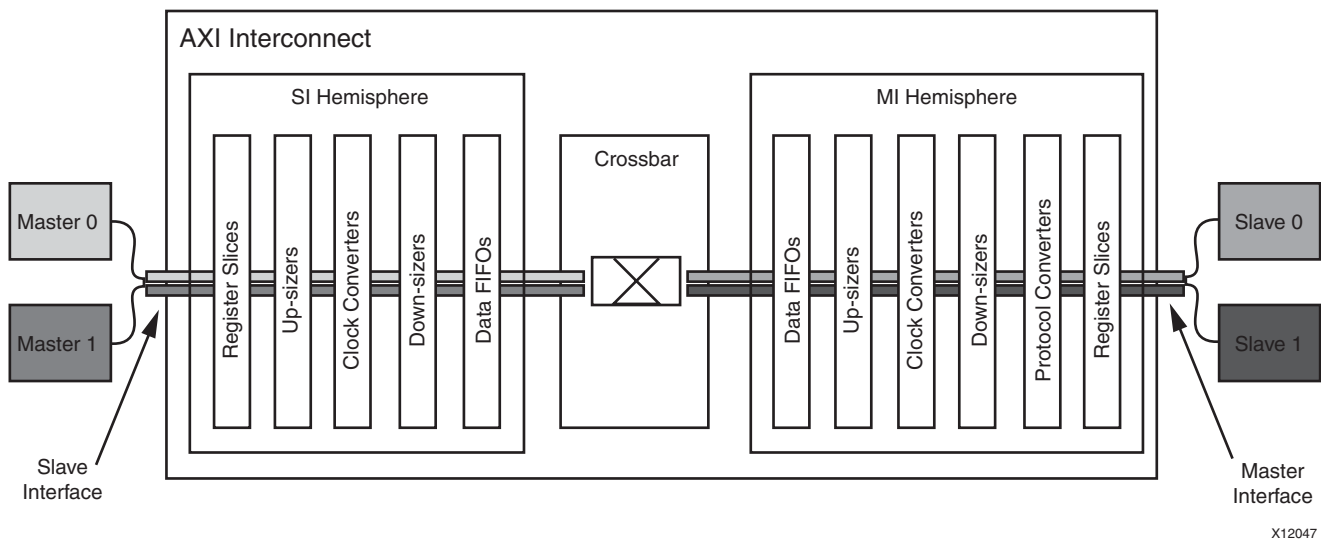 AXI Interconnect
SI Hemisphere
MI Hemisphere
Crossbar
Master 0
Master 1
Register Slices
Up-sizers
Clock Converters
Down-sizers
Data FIFOs
Data FIFOs
Up-sizers
Clock Converters
Down-sizers
Protocol Converters
Register Slices
Slave 0
Slave 1
Slave
Interface
Master
Interface
X12047